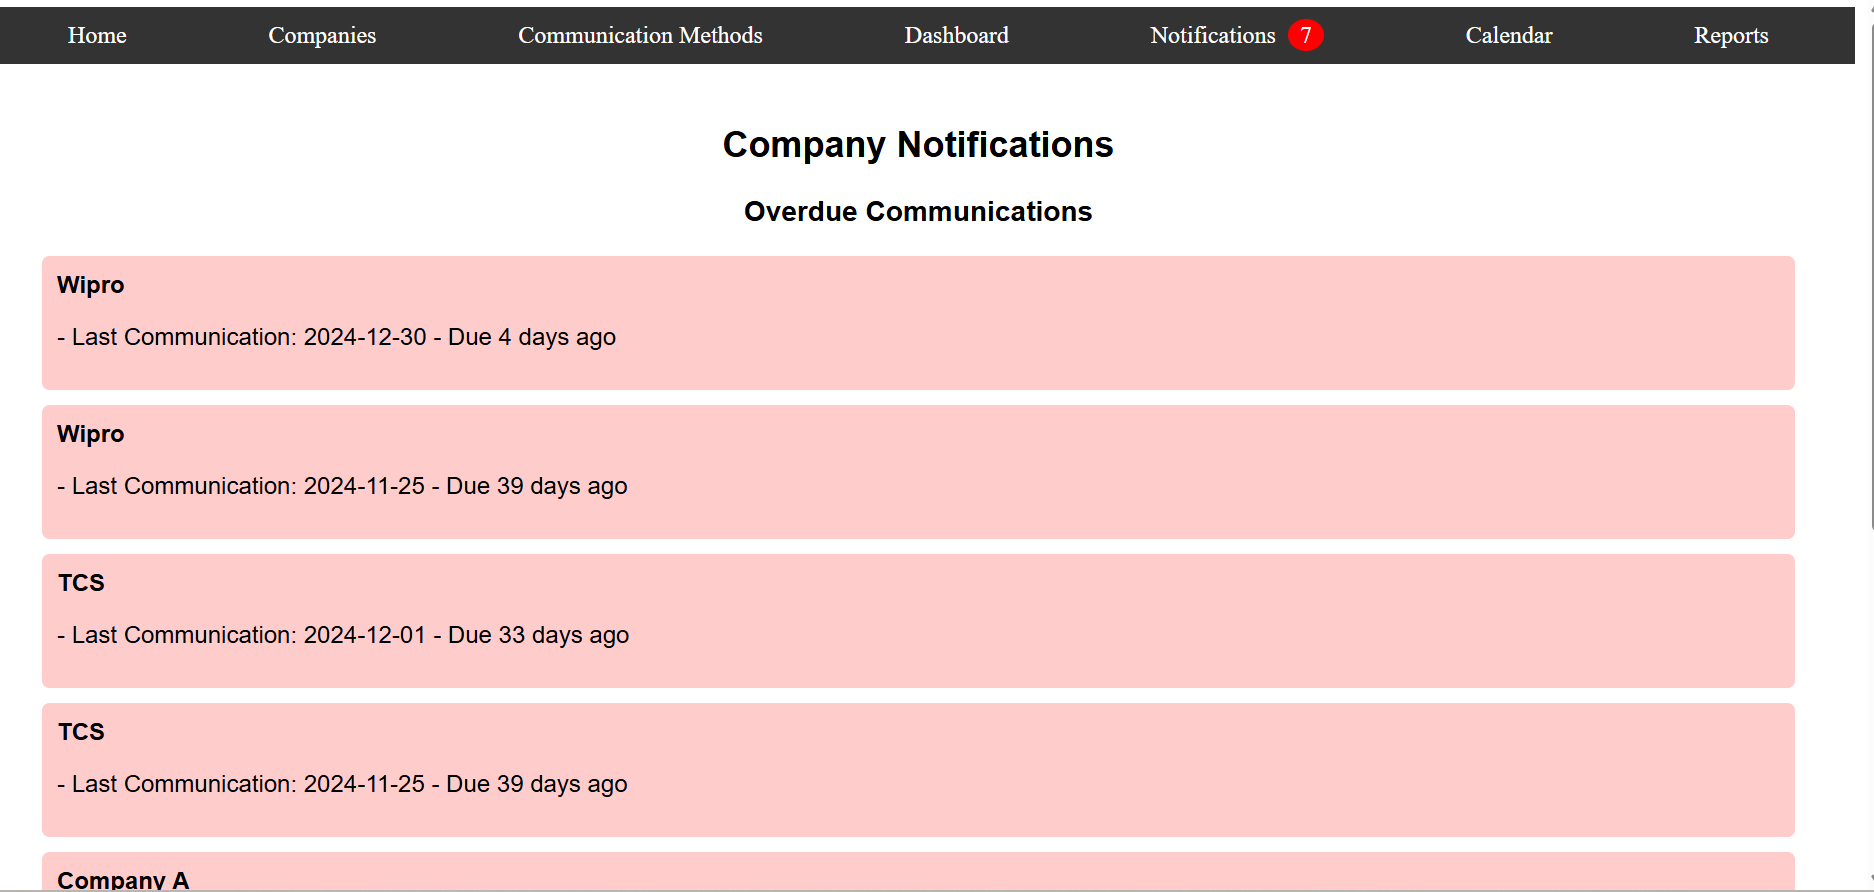 Home Companies Communication Methods Dashboard Notifications 7 Calendar Reports
Company Notifications
Overdue Communications
Wipro
- Last Communication: 2024-12-30 - Due 4 days ago
Wipro
- Last Communication: 2024-11-25 - Due 39 days ago
TCS
- Last Communication: 2024-12-01 - Due 33 days ago
TCS
- Last Communication: 2024-11-25 - Due 39 days ago
Company A